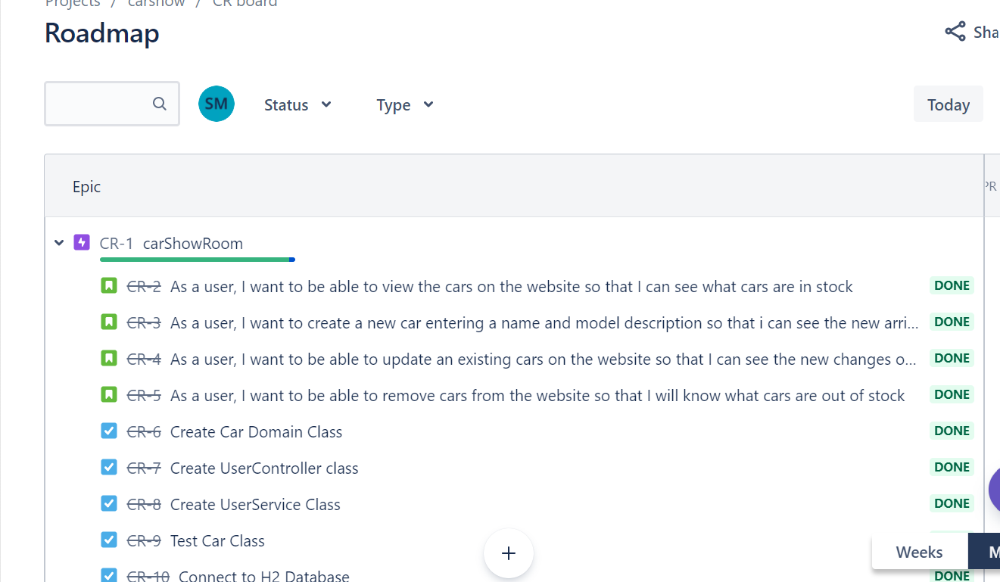 Projects / carshow / CR board
Roadmap
Sha
SM Status Type Today
Epic PR
CR-1 carShowRoom
CR-2 As a user, I want to be able to view the cars on the website so that I can see what cars are in stock DONE
CR-3 As a user, I want to create a new car entering a name and model description so that i can see the new arri... DONE
CR-4 As a user, I want to be able to update an existing cars on the website so that I can see the new changes o... DONE
CR-5 As a user, I want to be able to remove cars from the website so that I will know what cars are out of stock DONE
CR-6 Create Car Domain Class DONE
CR-7 Create UserController class DONE
CR-8 Create UserService Class DONE
CR-9 Test Car Class
Weeks M
CR-10 Connect to H2 Database DONE